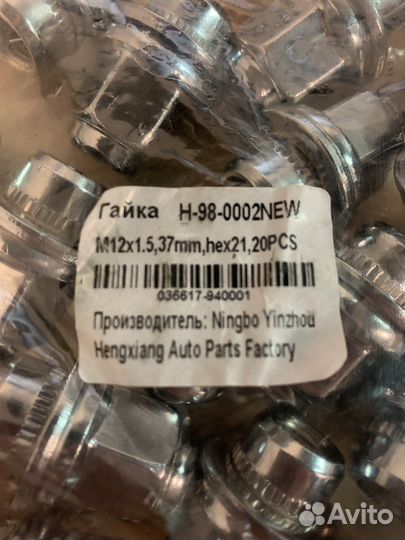 Гайка H-98-0002NEW
M12x1.5,37mm,hex21,20PCS
036617-940001
Производитель: Ningbo Yinzhou
Hengxiang Auto Parts Factory
Avito